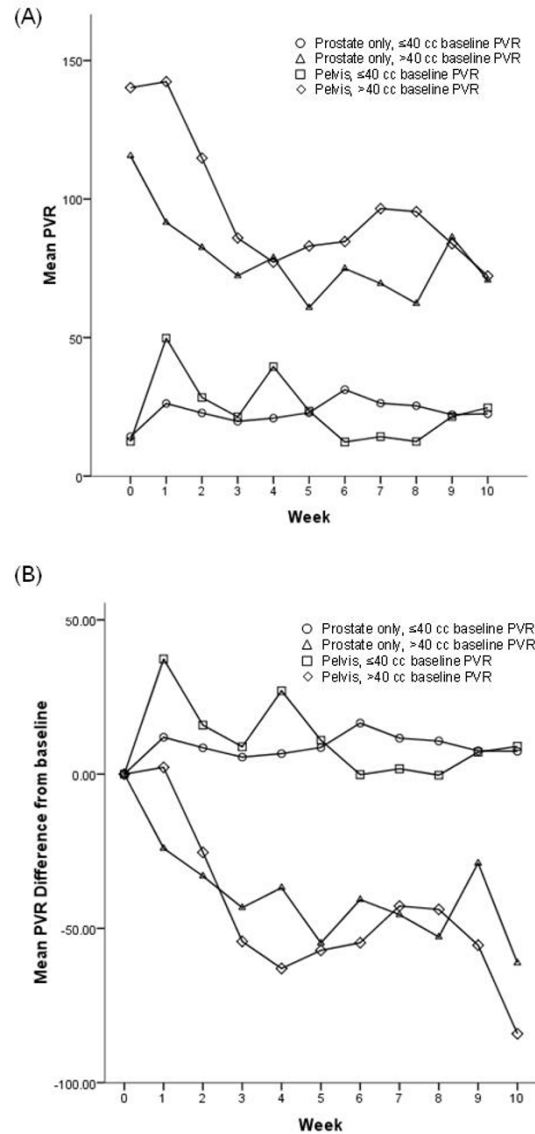 (A)
Prostate only, ≤40 cc baseline PVR
Prostate only, >40 cc baseline PVR
Pelvis, ≤40 cc baseline PVR
Pelvis, >40 cc baseline PVR
150
100
50
0
Mean PVR
0 1 2 3 4 5 6 7 8 9 10
Week
(B)
Prostate only, ≤40 cc baseline PVR
Prostate only, >40 cc baseline PVR
Pelvis, ≤40 cc baseline PVR
Pelvis, >40 cc baseline PVR
50.00
0.00
-50.00
-100.00
Mean PVR Difference from baseline
0 1 2 3 4 5 6 7 8 9 10
Week